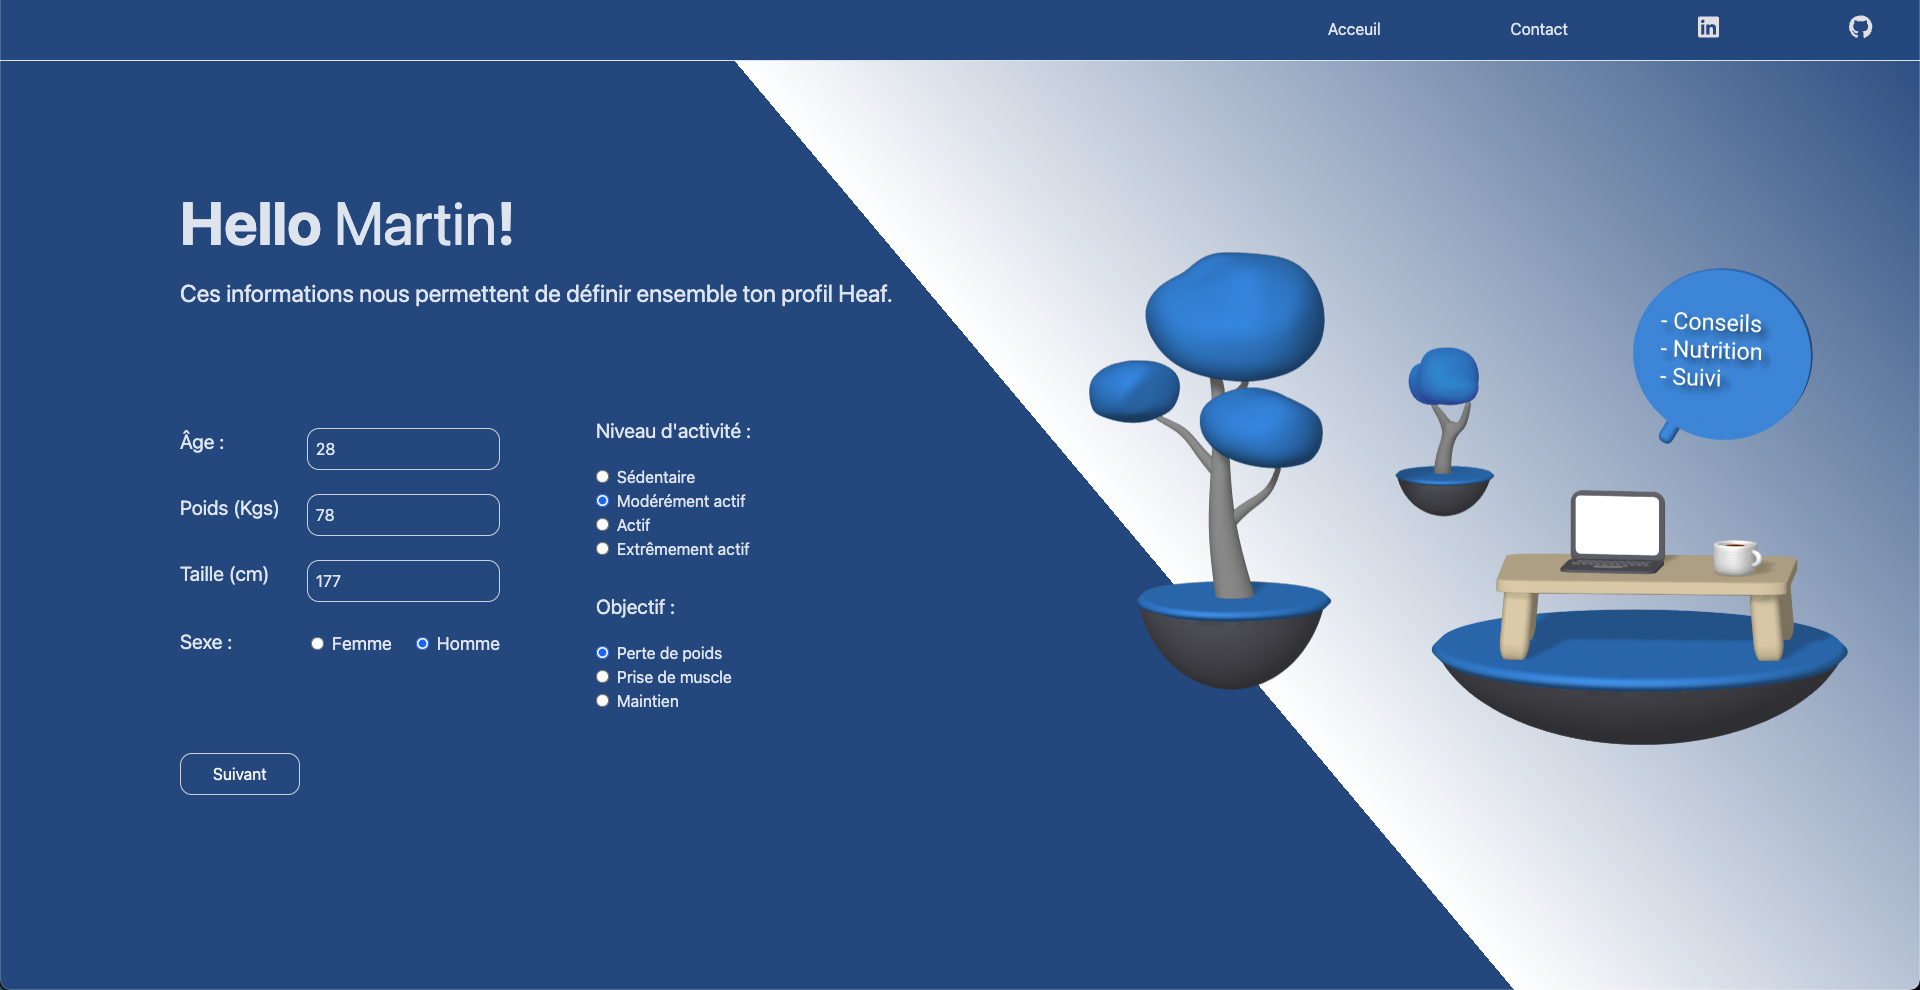 Acceuil
Contact
Hello Martin!
Ces informations nous permettent de définir ensemble ton profil Heaf.
- Conseils
- Nutrition
- Suivi
Âge :
28
Poids (Kgs)
78
Taille (cm)
177
Sexe :
Femme
Homme
Niveau d'activité :
Sédentaire
Modérément actif
Actif
Extrêmement actif
Objectif :
Perte de poids
Prise de muscle
Maintien
Suivant